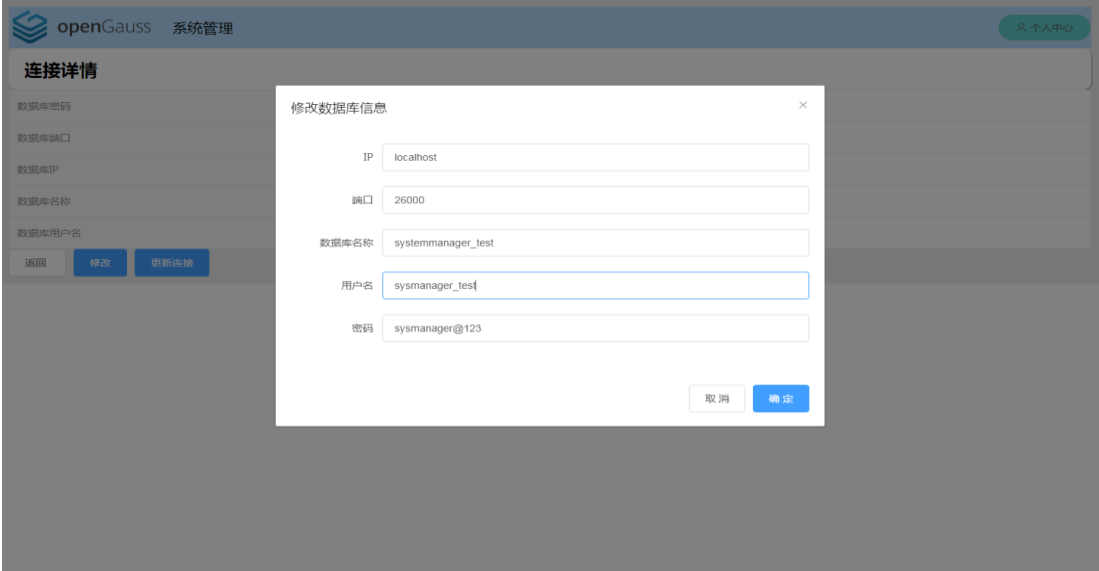 openGauss 系统管理 个人中心
连接详情
数据库密码
数据库端口
数据库IP
数据库名称
数据库用户名
返回 修改 更新连接
修改数据库信息
IP localhost
端口 26000
数据库名称 systemmanager_test
用户名 sysmanager_test
密码 sysmanager@123
取消 确定